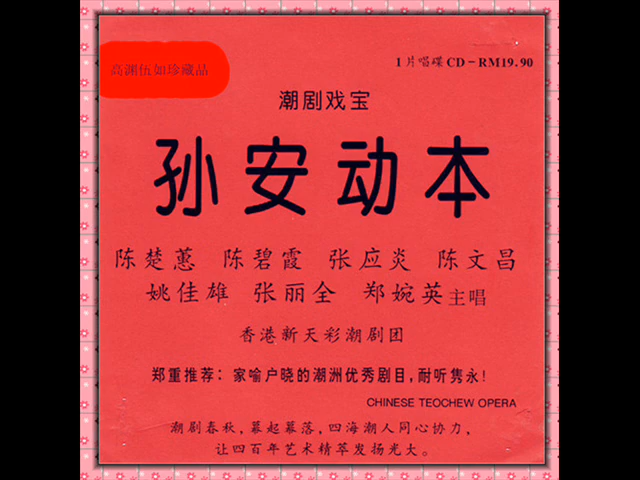 高渊伍如珍藏品
1片唱碟 CD-RM19.90
潮剧戏宝
孙安动本
陈楚蕙 陈碧霞 张应炎 陈文昌
姚佳雄 张丽全 郑婉英主唱
香港新天彩潮剧团
郑重推荐：家喻户晓的潮洲优秀剧目，耐听隽永！
CHINESE TEOCHEW OPERA
潮剧春秋，幕起幕落，四海潮人同心协力，
让四百年艺术精萃发扬光大。